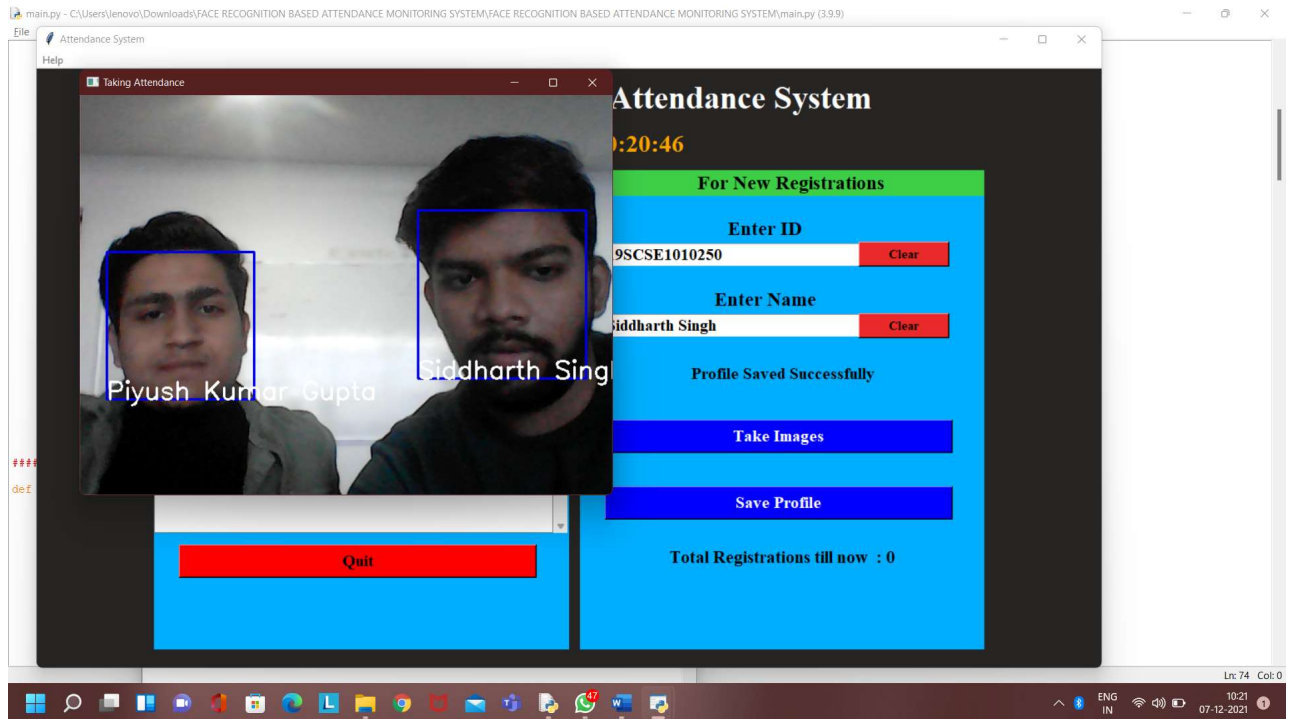 main.py - C:\Users\lenovo\Downloads\FACE RECOGNITION BASED ATTENDANCE MONITORING SYSTEM\FACE RECOGNITION BASED ATTENDANCE MONITORING SYSTEM\main.py (3.9.9)
File
Attendance System
Help
Taking Attendance
Attendance System
:20:46
For New Registrations
Enter ID
9SCSE1010250
Clear
Enter Name
Siddharth Singh
Clear
Siddharth Singh
Profile Saved Successfully
Piyush Kumar Gupta
Take Images
####
def
Save Profile
Quit
Total Registrations till now : 0
Ln: 74 Col: 0
47
ENG
IN
10:21
07-12-2021
1